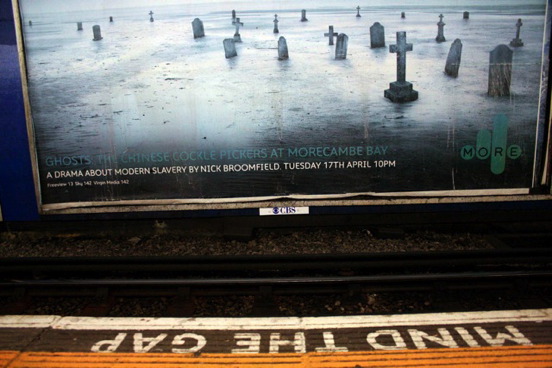 GHOSTS: THE CHINESE COCKLE PICKERS AT MORECAMBE BAY
A DRAMA ABOUT MODERN SLAVERY BY NICK BROOMFIELD. TUESDAY 17TH APRIL 10PM
Freeview 13 Sky 142 Virgin Media 142
MORE
CBS
MIND THE GAP